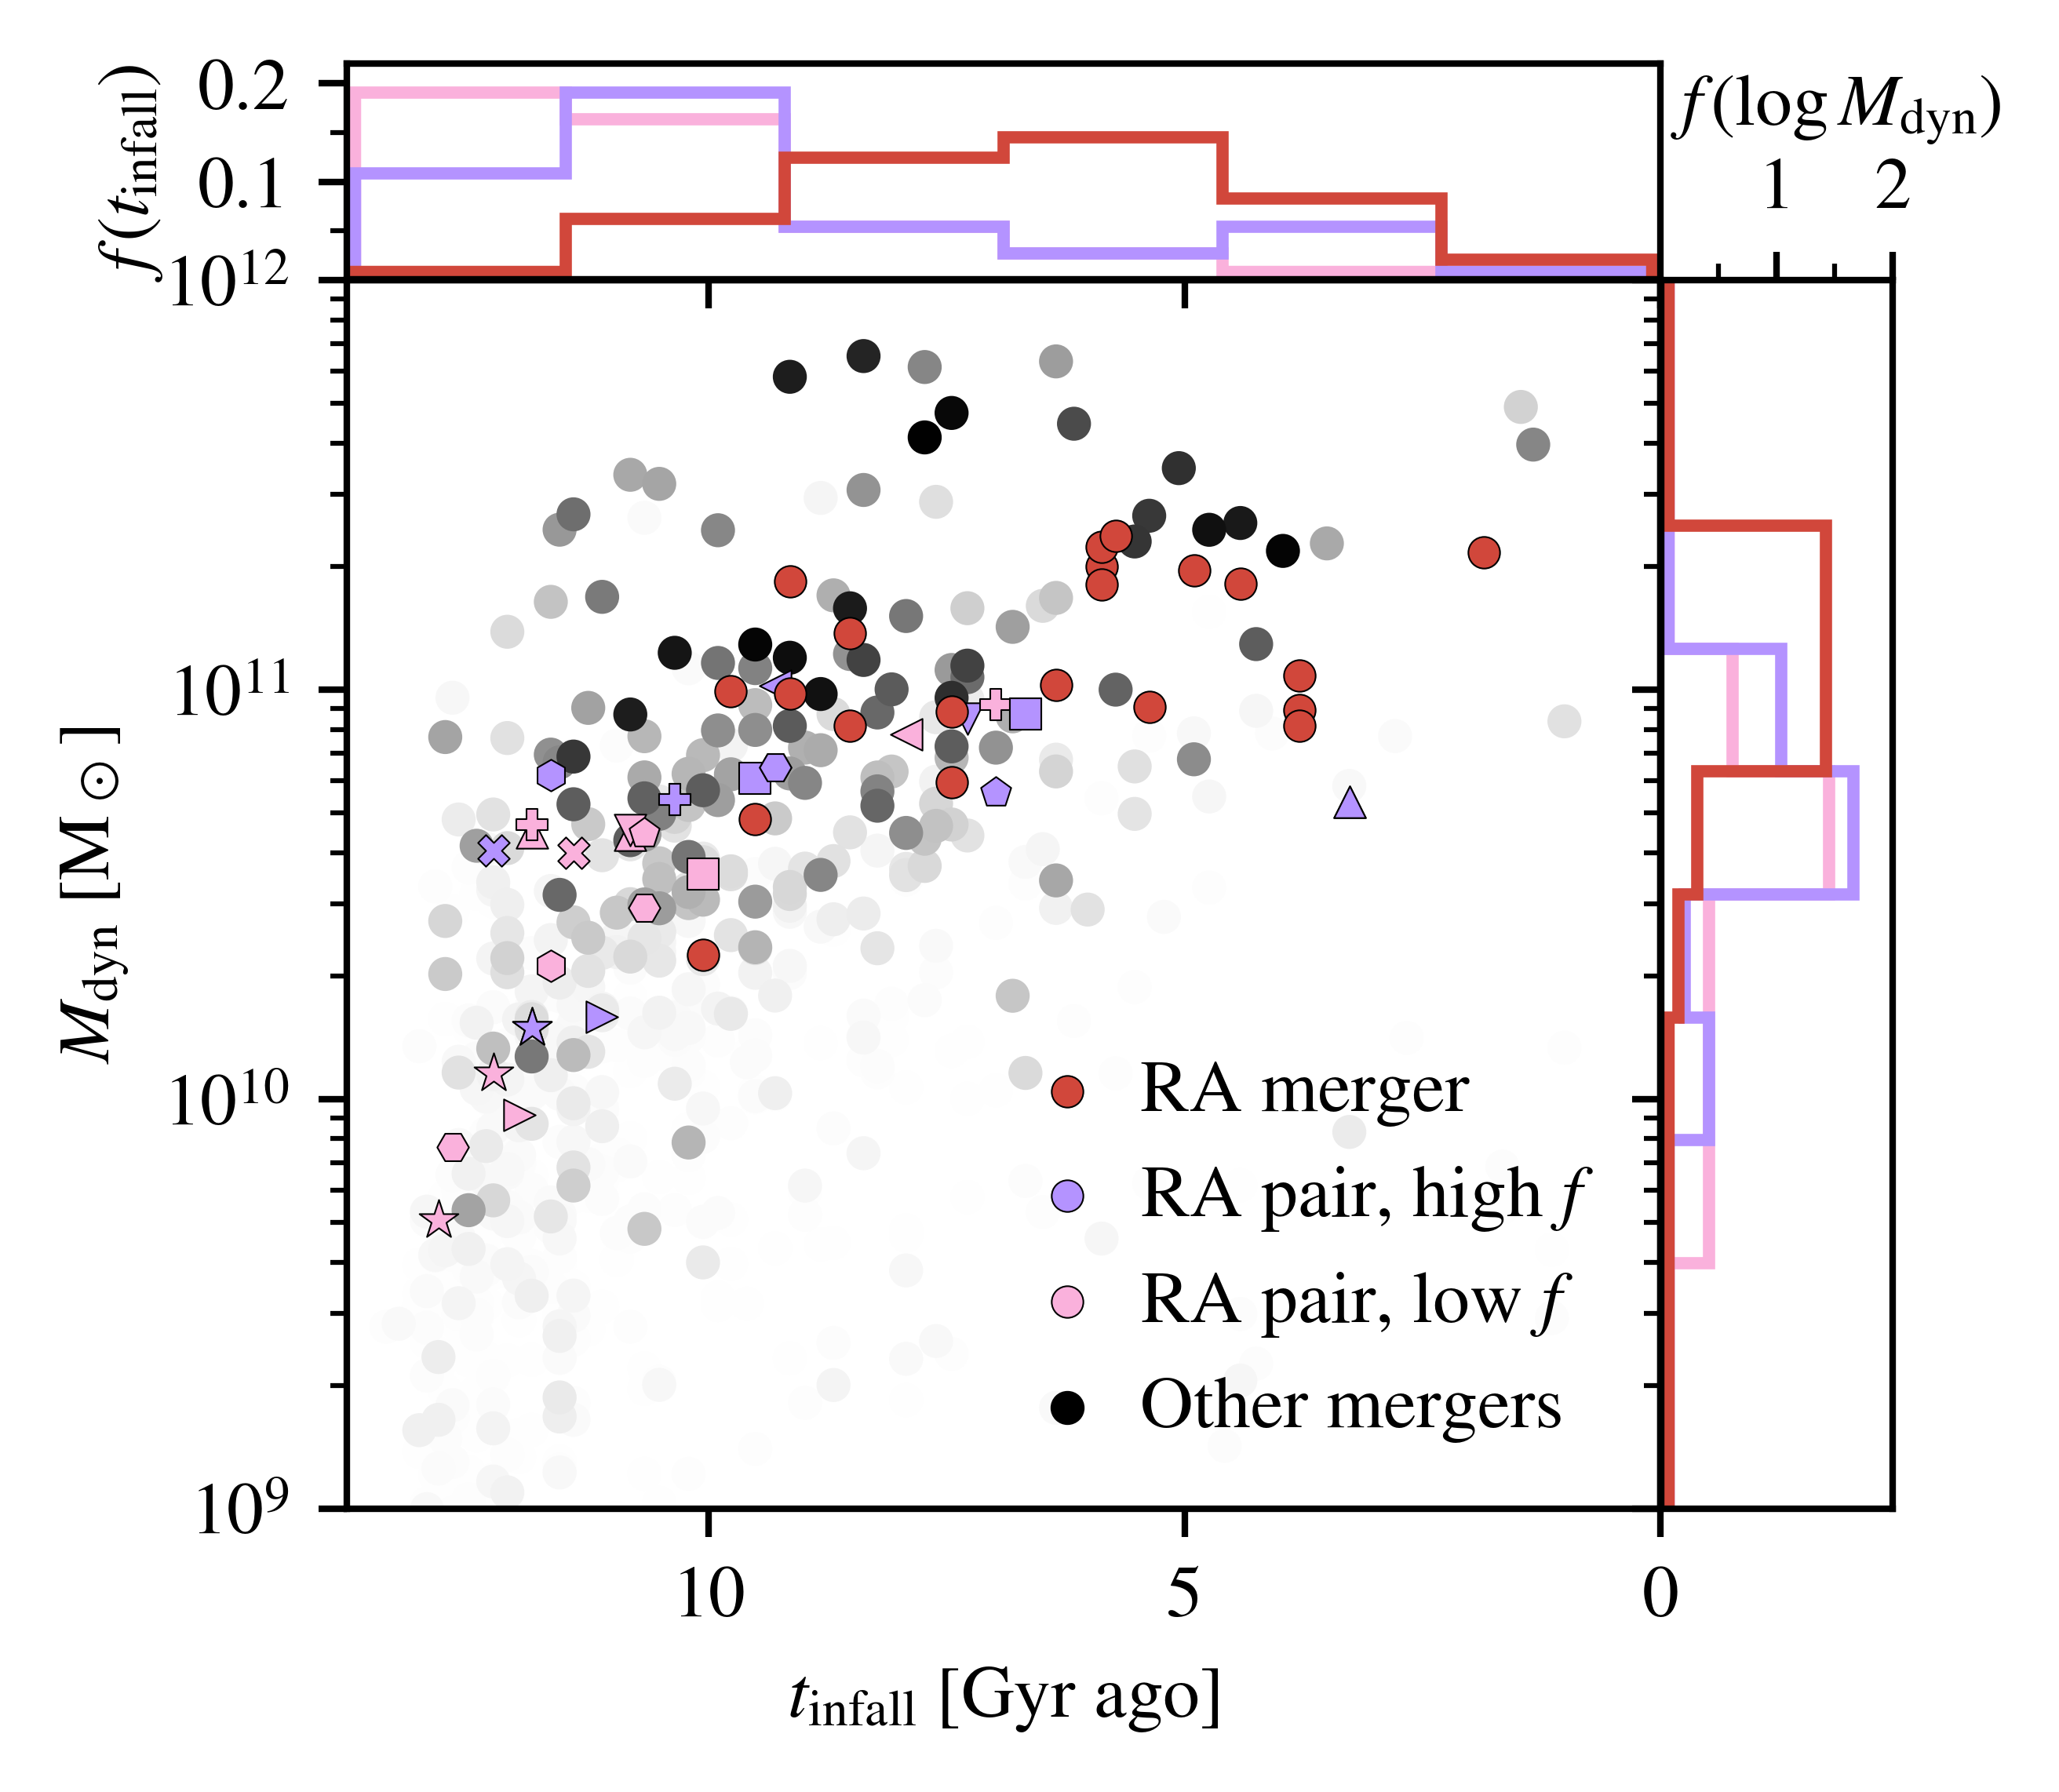 f(t_infall)
0.2
0.1
f(log M_dyn)
1 2
10^12
10^11
10^10
10^9
M_dyn [M⊙]
RA merger
RA pair, high f
RA pair, low f
Other mergers
10 5 0
t_infall [Gyr ago]